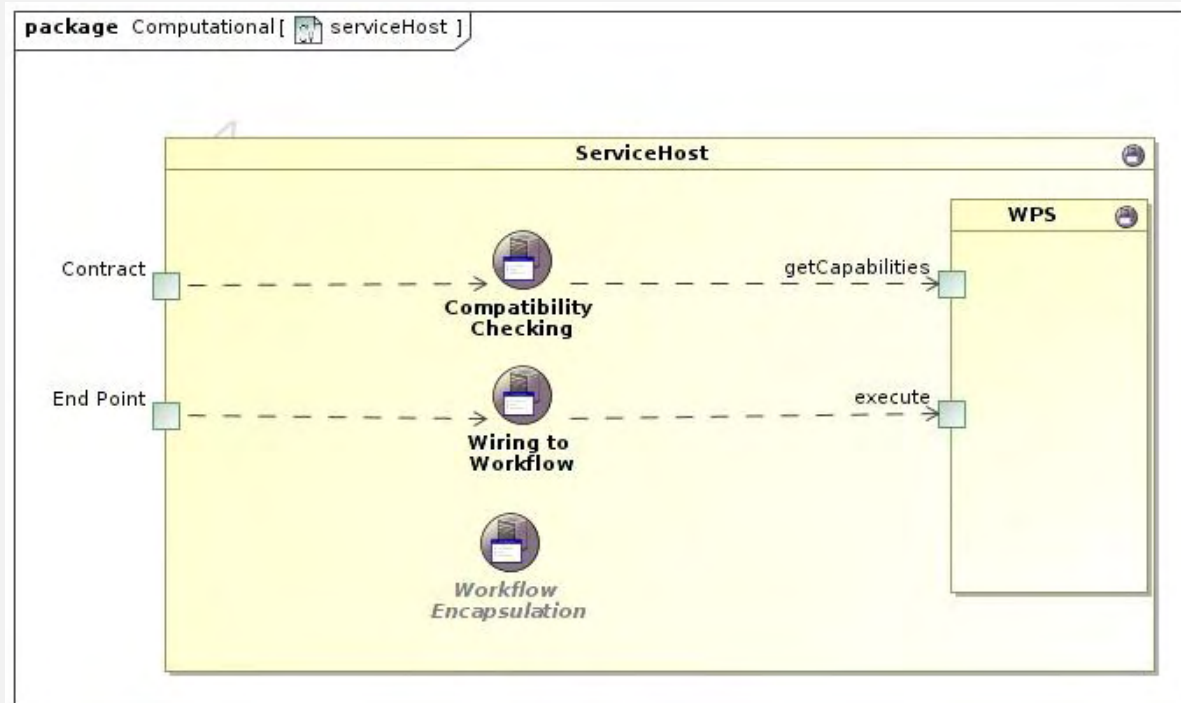 package Computational[ serviceHost ]
ServiceHost
WPS
Contract
getCapabilities
Compatibility
Checking
End Point
execute
Wiring to
Workflow
Workflow
Encapsulation